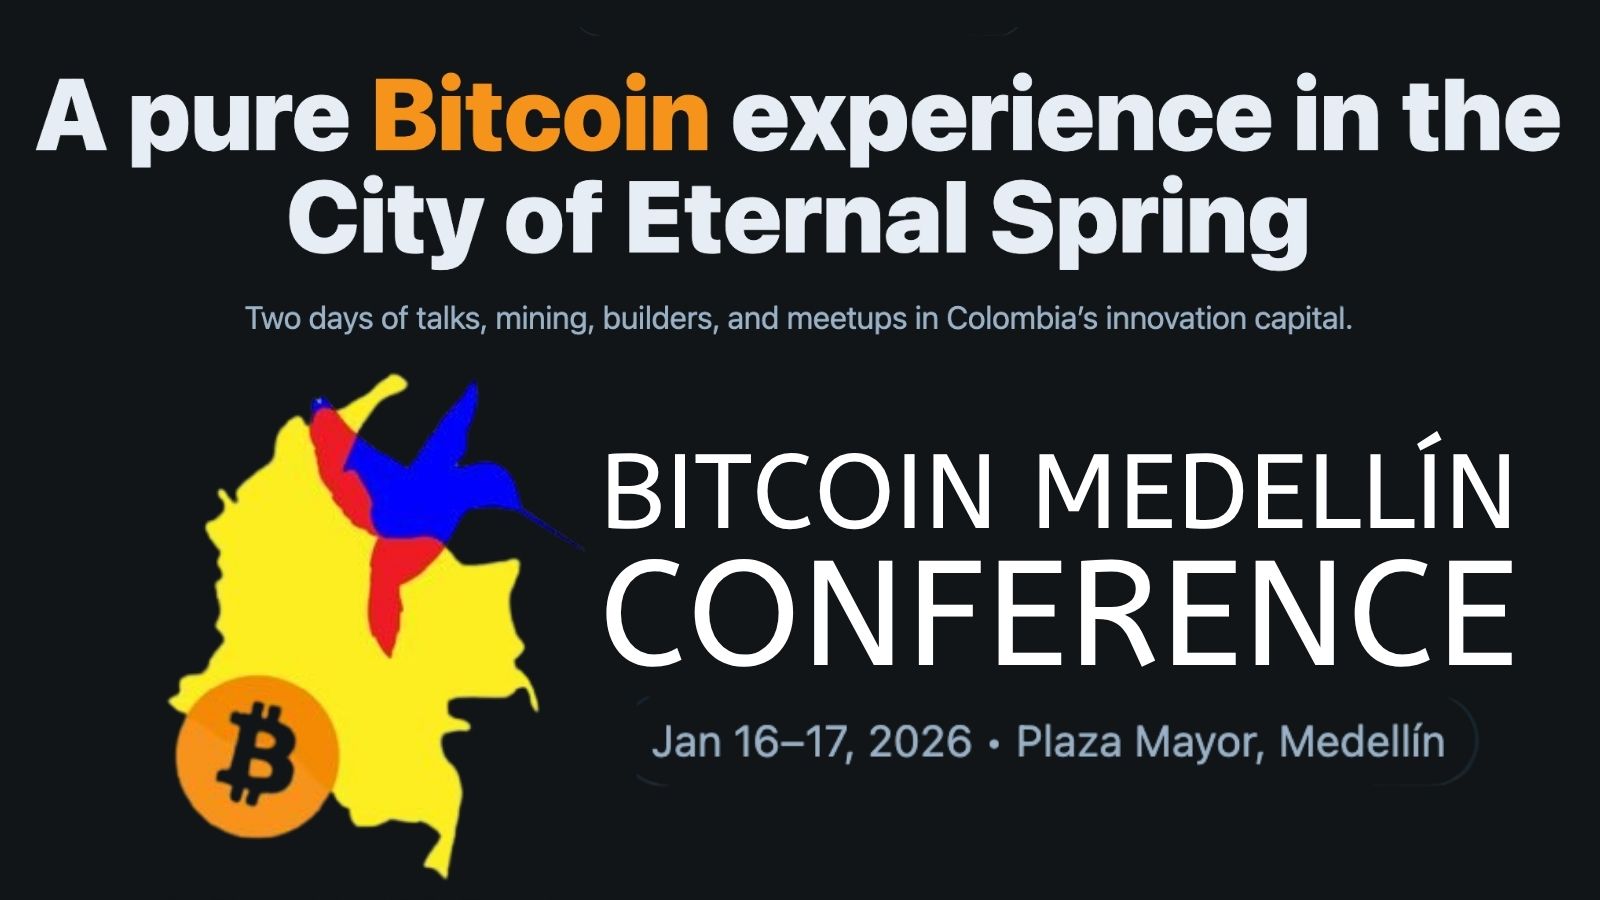 A pure Bitcoin experience in the
City of Eternal Spring
Two days of talks, mining, builders, and meetups in Colombia’s innovation capital.
BITCOIN MEDELLÍN
CONFERENCE
Jan 16–17, 2026 • Plaza Mayor, Medellín